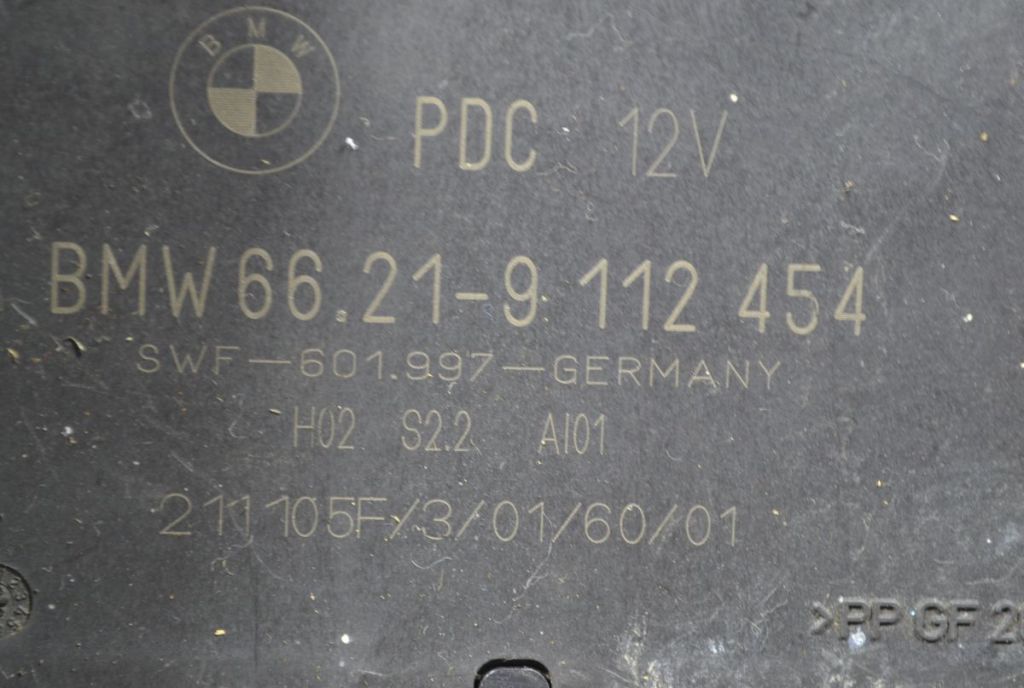 BMW
PDC 12V
BMW 66.21-9 112 454
SWF-601.997-GERMANY
H02 S2.2 AI01
211105F/3/01/60/01
>PP GF 20